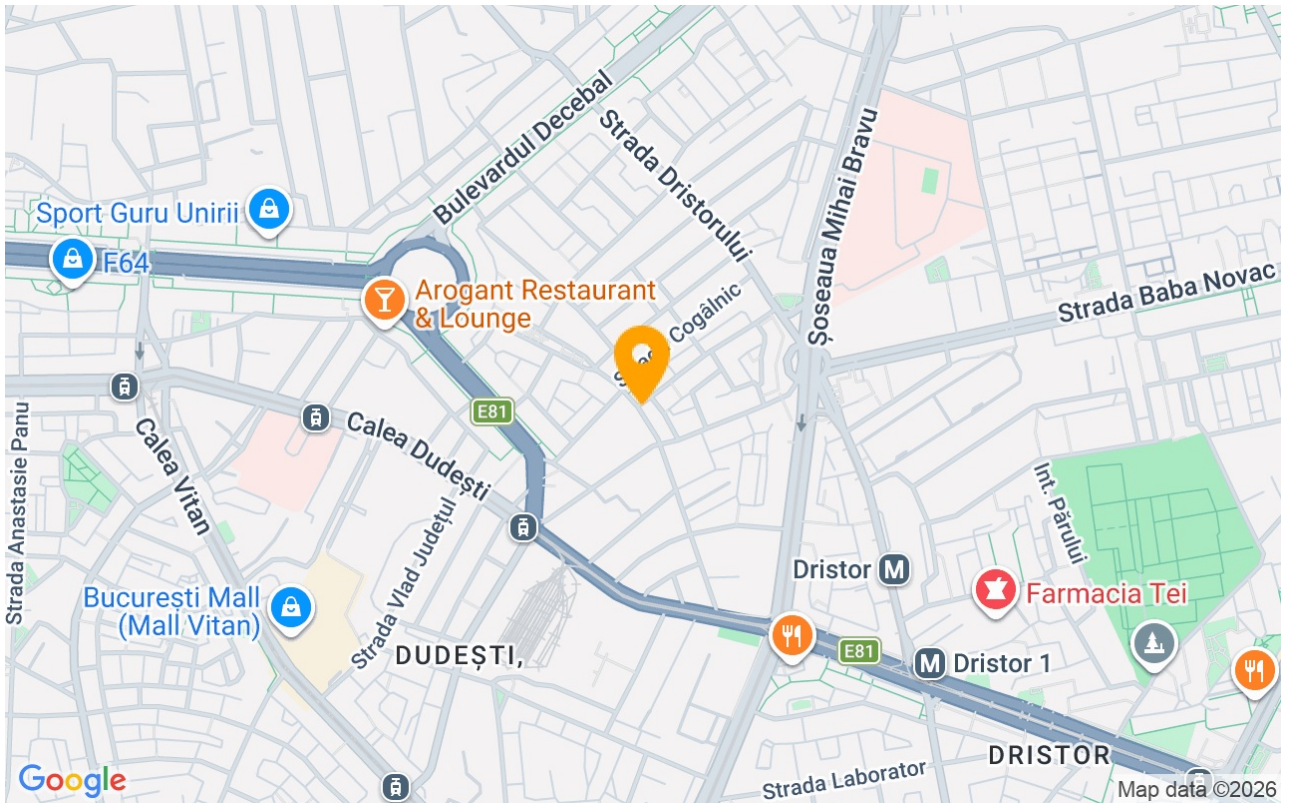 Bulevardul Decebal
Strada Dristorului
Șoseaua Mihai Bravu
Sport Guru Unirii
F64
Arogant Restaurant
& Lounge
Cogâlnic
Strada Baba Novac
E81
Calea Dudești
Calea Vitan
Strada Anastasie Panu
Int. Părului
Strada Vlad Județul
Dristor M
Farmacia Tei
București Mall
(Mall Vitan)
DUDEȘTI,
E81
M Dristor 1
DRISTOR
Strada Laborator
Google
Map data ©2026